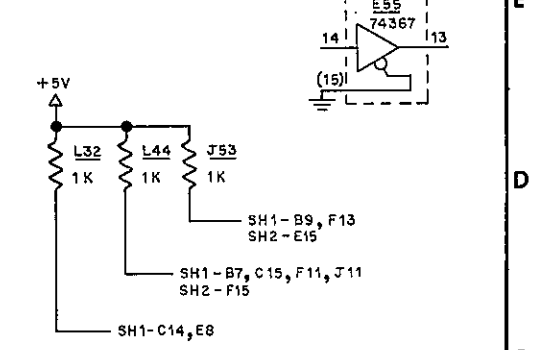 E55
74367
14
13
(15)
+5V
L32
1K
L44
1K
J53
1K
SH1-B9,F13
SH2-E15
SH1-B7,C15,F11,J11
SH2-F15
SH1-C14,E8
D